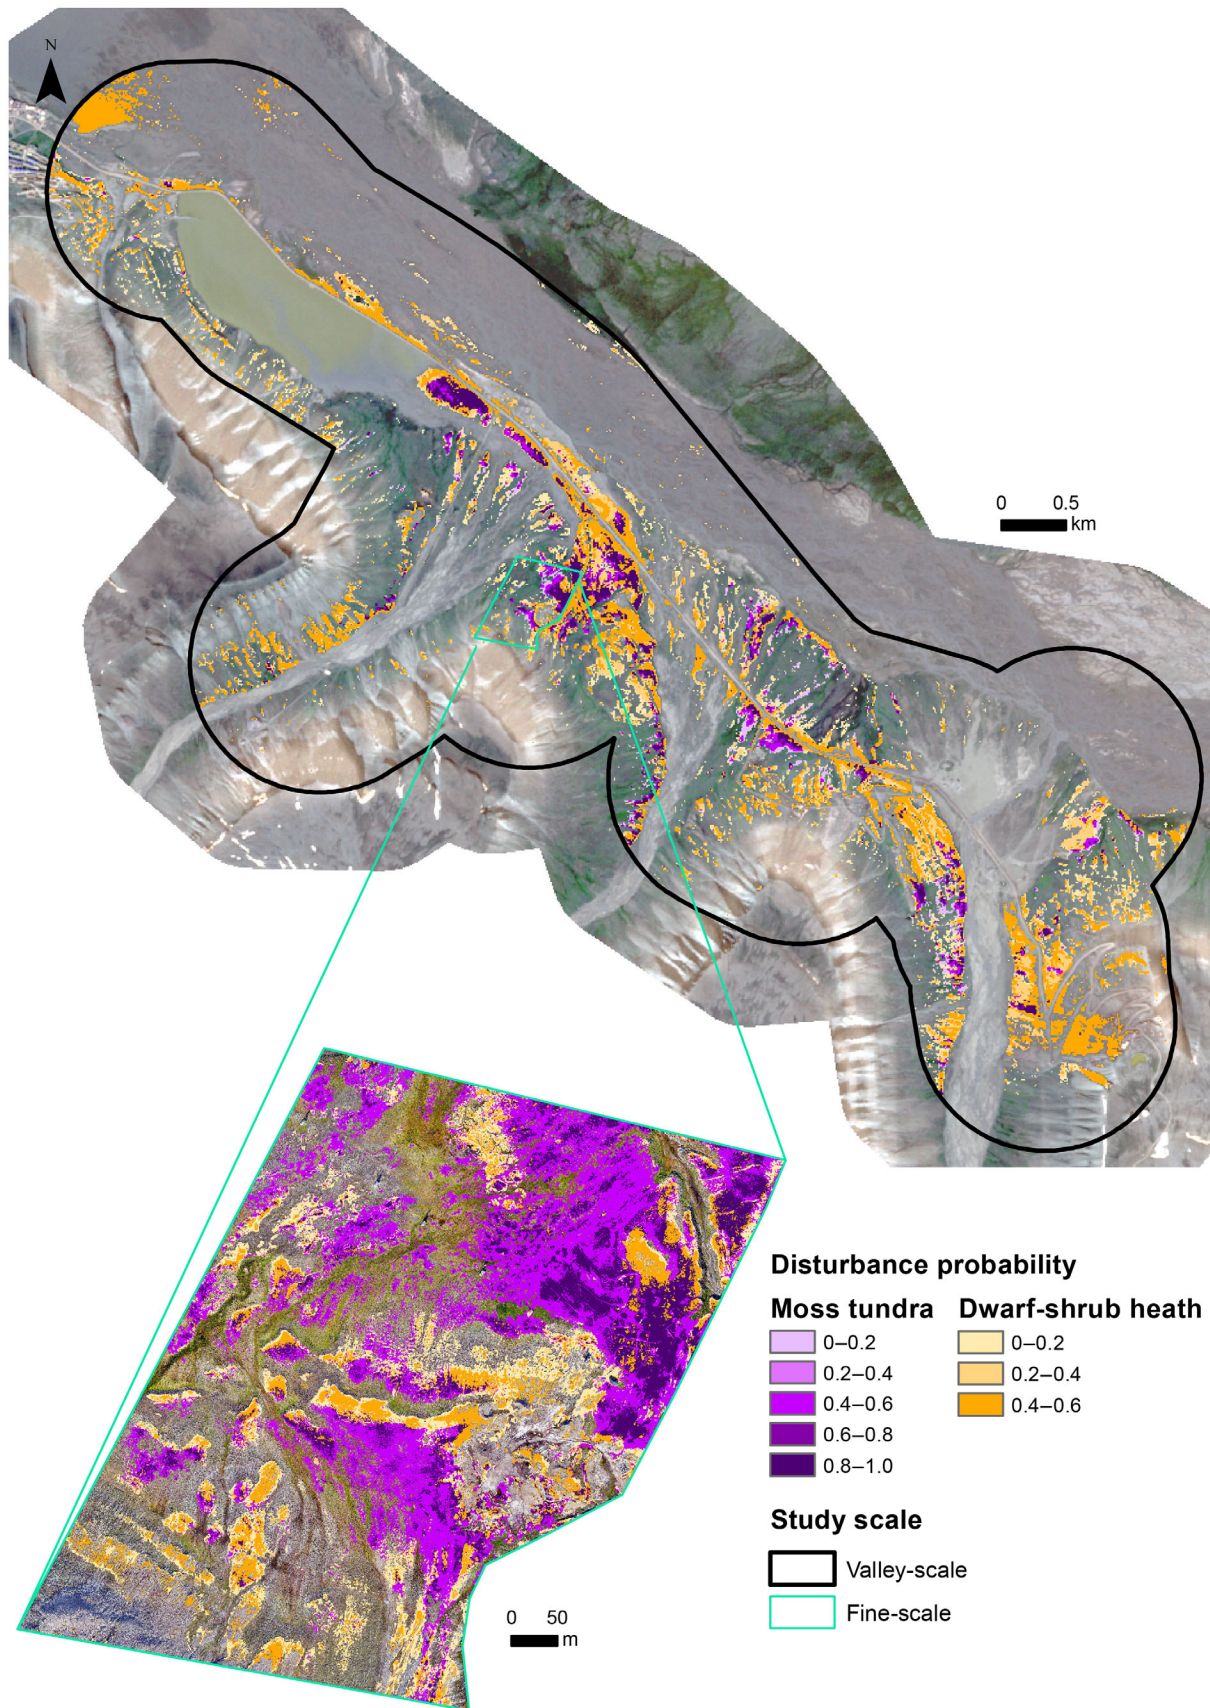 N
0 0.5
km
Disturbance probability
Moss tundra Dwarf-shrub heath
0–0.2 0–0.2
0.2–0.4 0.2–0.4
0.4–0.6 0.4–0.6
0.6–0.8
0.8–1.0
Study scale
Valley-scale
Fine-scale
0 50
m